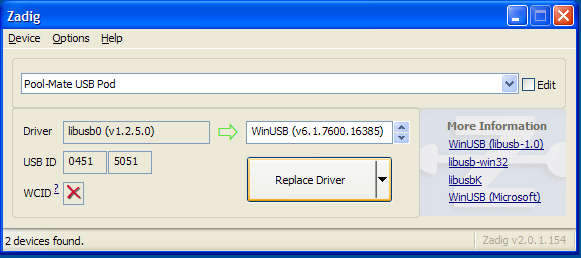 Zadig
Device Options Help
Pool-Mate USB Pod Edit
Driver libusb0 (v1.2.5.0) WinUSB (v6.1.7600.16385)
USB ID 0451 5051
WCID ?
Replace Driver
More Information
WinUSB (libusb-1.0)
libusb-win32
libusbK
WinUSB (Microsoft)
2 devices found. Zadig v2.0.1.154